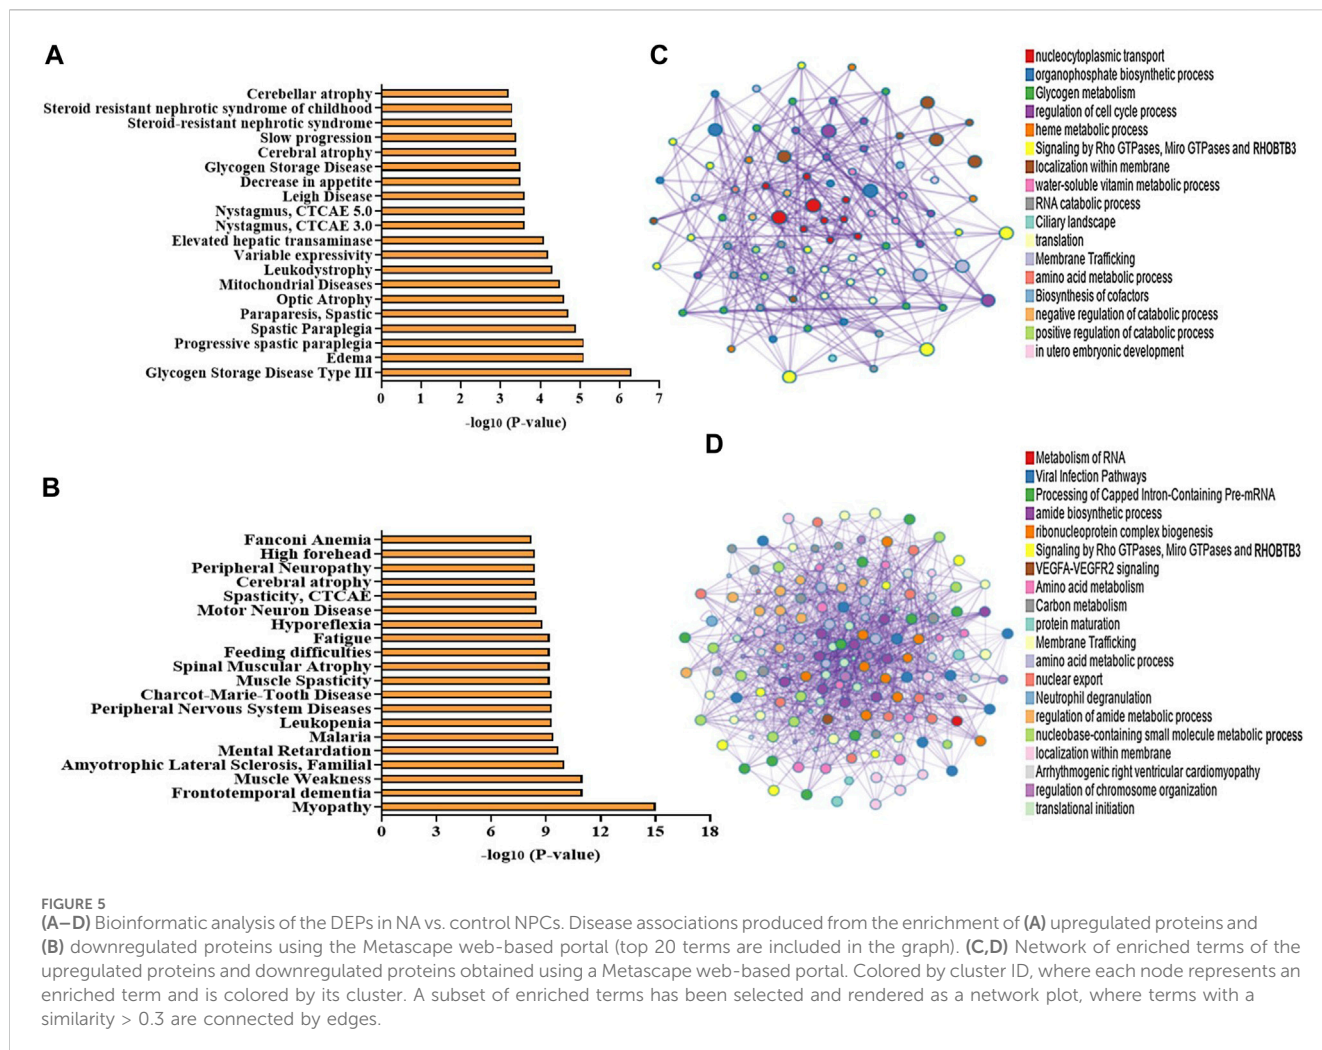 A
Cerebellar atrophy
Steroid resistant nephrotic syndrome of childhood
Steroid-resistant nephrotic syndrome
Slow progression
Cerebral atrophy
Glycogen Storage Disease
Decrease in appetite
Leigh Disease
Nystagmus, CTCAE 5.0
Nystagmus, CTCAE 3.0
Elevated hepatic transaminase
Variable expressivity
Leukodystrophy
Mitochondrial Diseases
Optic Atrophy
Paraparesis, Spastic
Spastic Paraplegia
Progressive spastic paraplegia
Edema
Glycogen Storage Disease Type III
0 1 2 3 4 5 6 7
-log10 (P-value)
B
Fanconi Anemia
High forehead
Peripheral Neuropathy
Cerebral atrophy
Spasticity, CTCAE
Motor Neuron Disease
Hyporeflexia
Fatigue
Feeding difficulties
Spinal Muscular Atrophy
Muscle Spasticity
Charcot-Marie-Tooth Disease
Peripheral Nervous System Diseases
Leukopenia
Malaria
Mental Retardation
Amyotrophic Lateral Sclerosis, Familial
Muscle Weakness
Frontotemporal dementia
Myopathy
0 3 6 9 12 15 18
-log10 (P-value)
C
nucleocytoplasmic transport
organophosphate biosynthetic process
Glycogen metabolism
regulation of cell cycle process
heme metabolic process
Signaling by Rho GTPases, Miro GTPases and RHOBTB3
localization within membrane
water-soluble vitamin metabolic process
RNA catabolic process
Ciliary landscape
translation
Membrane Trafficking
amino acid metabolic process
Biosynthesis of cofactors
negative regulation of catabolic process
positive regulation of catabolic process
in utero embryonic development
D
Metabolism of RNA
Viral Infection Pathways
Processing of Capped Intron-Containing Pre-mRNA
amide biosynthetic process
ribonucleoprotein complex biogenesis
Signaling by Rho GTPases, Miro GTPases and RHOBTB3
VEGFA-VEGFR2 signaling
Amino acid metabolism
Carbon metabolism
protein maturation
Membrane Trafficking
amino acid metabolic process
nuclear export
Neutrophil degranulation
regulation of amide metabolic process
nucleobase-containing small molecule metabolic process
localization within membrane
Arrhythmogenic right ventricular cardiomyopathy
regulation of chromosome organization
translational initiation
FIGURE 5
(A–D) Bioinformatic analysis of the DEPs in NA vs. control NPCs. Disease associations produced from the enrichment of (A) upregulated proteins and
(B) downregulated proteins using the Metascape web-based portal (top 20 terms are included in the graph). (C,D) Network of enriched terms of the
upregulated proteins and downregulated proteins obtained using a Metascape web-based portal. Colored by cluster ID, where each node represents an
enriched term and is colored by its cluster. A subset of enriched terms has been selected and rendered as a network plot, where terms with a
similarity > 0.3 are connected by edges.